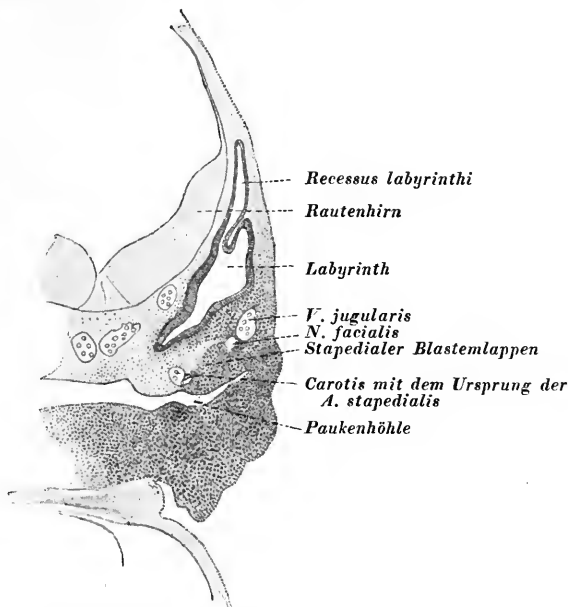 Recessus labyrinthi
Rautenhirn
Labyrinth
V. jugularis
N. facialis
Stapedialer Blastemlappen
Carotis mit dem Ursprung der
A. stapedialis
Paukenhöhle